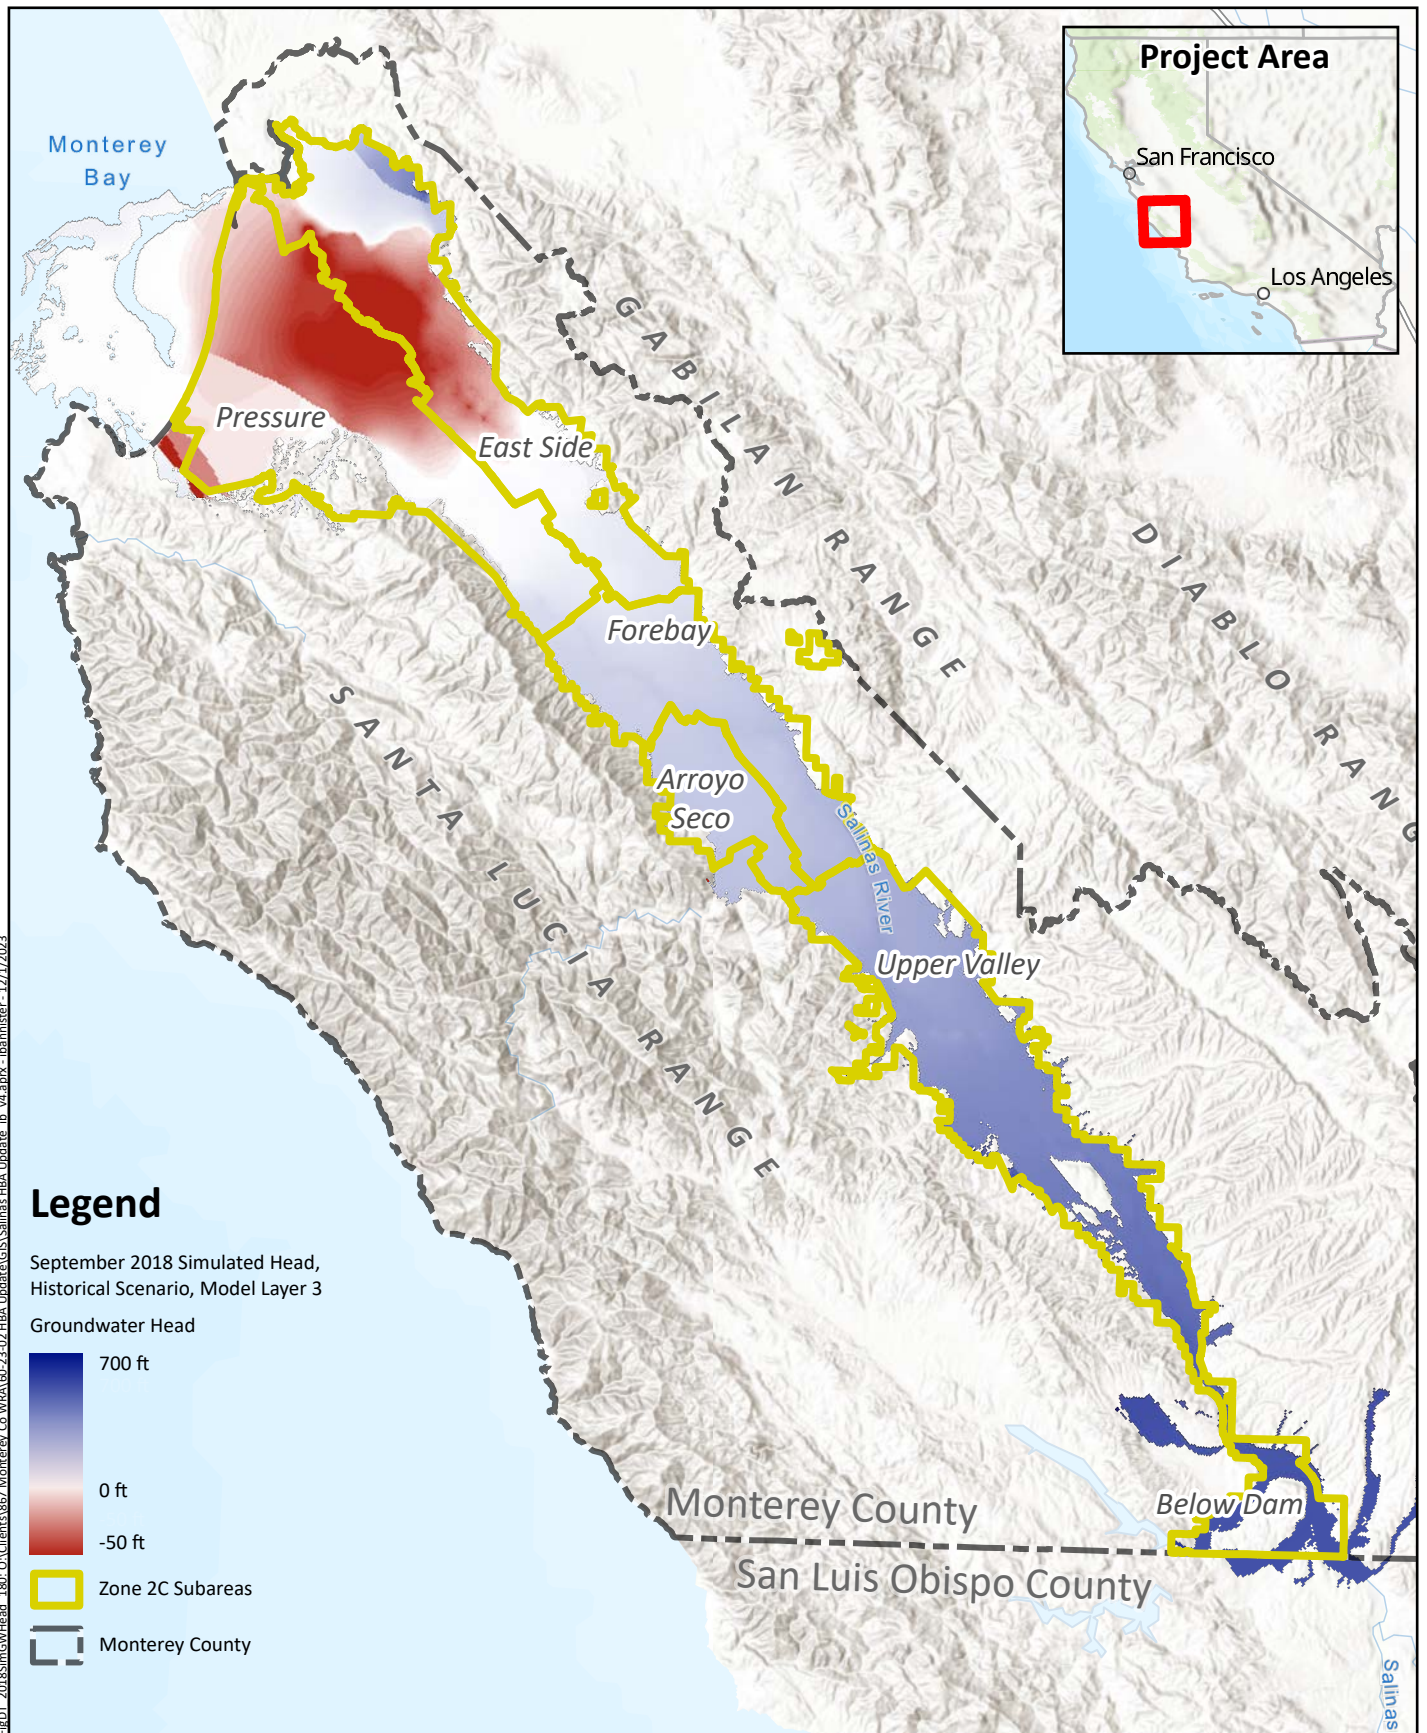 Project Area
San Francisco
Los Angeles
Monterey
Bay
GABILAN RANGE
DIABLO RANG
Pressure
East Side
Forebay
SANTA LUCIA RANGE
Arroyo
Seco
Salinas River
Upper Valley
Below Dam
Monterey County
San Luis Obispo County
Salinas
Legend
September 2018 Simulated Head,
Historical Scenario, Model Layer 3
Groundwater Head
700 ft
0 ft
-50 ft
Zone 2C Subareas
Monterey County